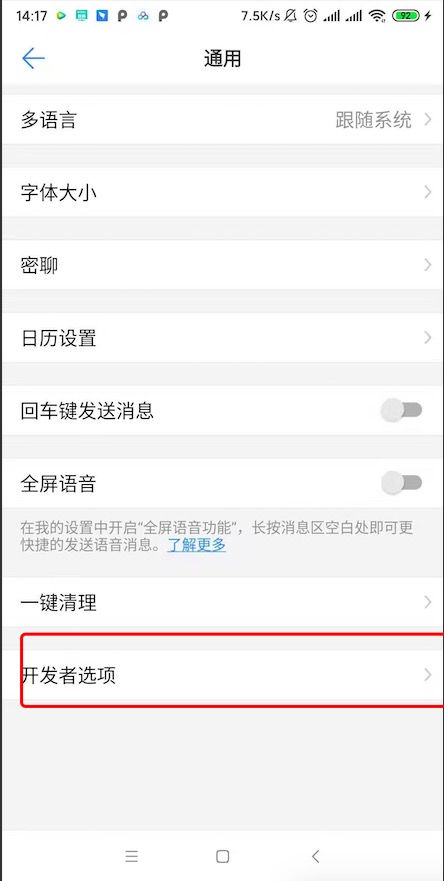 14:17 7.5K/s 92
通用
多语言 跟随系统
字体大小
密聊
日历设置
回车键发送消息
全屏语音
在我的设置中开启“全屏语音功能”，长按消息区空白处即可更
快捷的发送语音消息。了解更多
一键清理
开发者选项